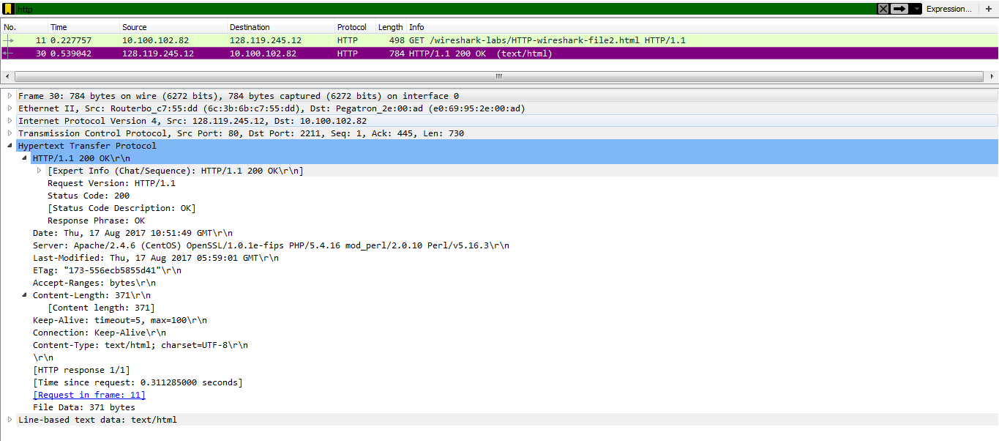 http Expression... +
No. Time Source Destination Protocol Length Info
11 0.227757 10.100.102.82 128.119.245.12 HTTP 498 GET /wireshark-labs/HTTP-wireshark-file2.html HTTP/1.1
30 0.539042 128.119.245.12 10.100.102.82 HTTP 784 HTTP/1.1 200 OK (text/html)
Frame 30: 784 bytes on wire (6272 bits), 784 bytes captured (6272 bits) on interface 0
Ethernet II, Src: Routerbo_c7:55:dd (6c:3b:6b:c7:55:dd), Dst: Pegatron_2e:00:ad (e0:69:95:2e:00:ad)
Internet Protocol Version 4, Src: 128.119.245.12, Dst: 10.100.102.82
Transmission Control Protocol, Src Port: 80, Dst Port: 2211, Seq: 1, Ack: 445, Len: 730
Hypertext Transfer Protocol
HTTP/1.1 200 OK\r\n
[Expert Info (Chat/Sequence): HTTP/1.1 200 OK\r\n]
Request Version: HTTP/1.1
Status Code: 200
[Status Code Description: OK]
Response Phrase: OK
Date: Thu, 17 Aug 2017 10:51:49 GMT\r\n
Server: Apache/2.4.6 (CentOS) OpenSSL/1.0.1e-fips PHP/5.4.16 mod_perl/2.0.10 Perl/v5.16.3\r\n
Last-Modified: Thu, 17 Aug 2017 05:59:01 GMT\r\n
ETag: "173-556ecb5855d41"\r\n
Accept-Ranges: bytes\r\n
Content-Length: 371\r\n
[Content length: 371]
Keep-Alive: timeout=5, max=100\r\n
Connection: Keep-Alive\r\n
Content-Type: text/html; charset=UTF-8\r\n
\r\n
[HTTP response 1/1]
[Time since request: 0.311285000 seconds]
[Request in frame: 11]
File Data: 371 bytes
Line-based text data: text/html